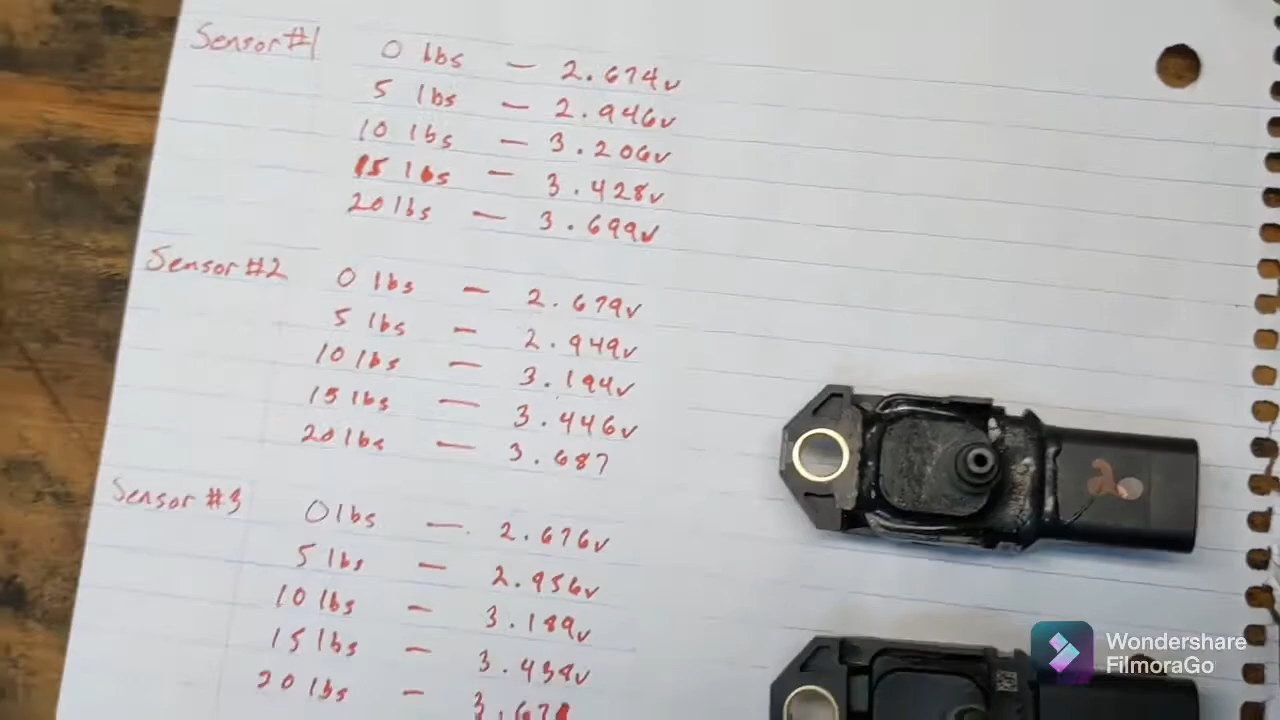 Sensor #1 0 lbs — 2.674v
5 lbs — 2.946v
10 lbs — 3.206v
15 lbs — 3.428v
20 lbs — 3.699v
Sensor #2 0 lbs — 2.679v
5 lbs — 2.949v
10 lbs — 3.194v
15 lbs — 3.446v
20 lbs — 3.687
Sensor #3 0 lbs — 2.676v
5 lbs — 2.956v
10 lbs — 3.189v
15 lbs — 3.438v
20 lbs —
2
Wondershare
FilmoraGo